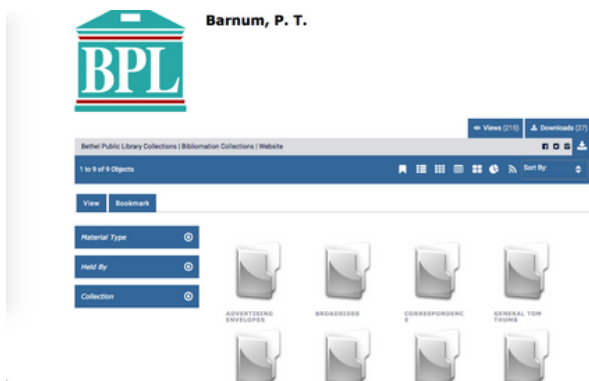 Barnum, P. T.
BPL
Views (215)
Downloads (27)
Bethel Public Library Collections | Bibliomation Collections | Website
1 to 9 of 9 Objects
Sort By:
View
Bookmark
Material Type
Held By
Collection
ADVERTISING
ENVELOPES
BROADSIDES
CORRESPONDENC
E
GENERAL TOM
THUMB